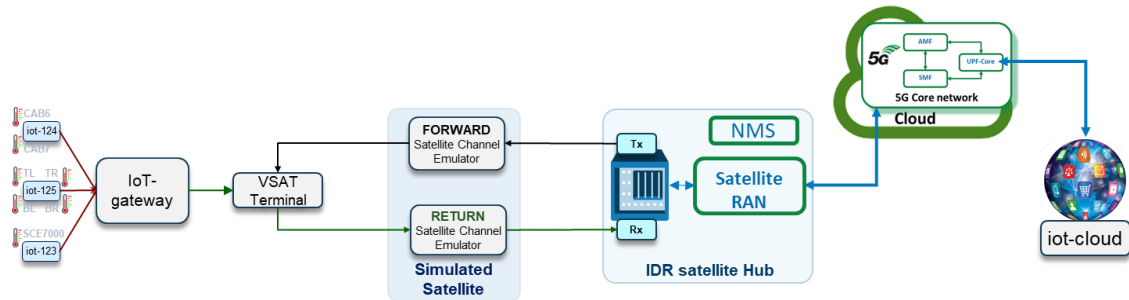 CAB6
iot-124
CAB7
TL TR
iot-125
BL BR
SCE7000
iot-123
IoT-
gateway
VSAT
Terminal
FORWARD
Satellite Channel
Emulator
RETURN
Satellite Channel
Emulator
Simulated
Satellite
Tx
Rx
NMS
Satellite
RAN
IDR satellite Hub
5G
AMF
UPF-Core
SMF
5G Core network
Cloud
iot-cloud